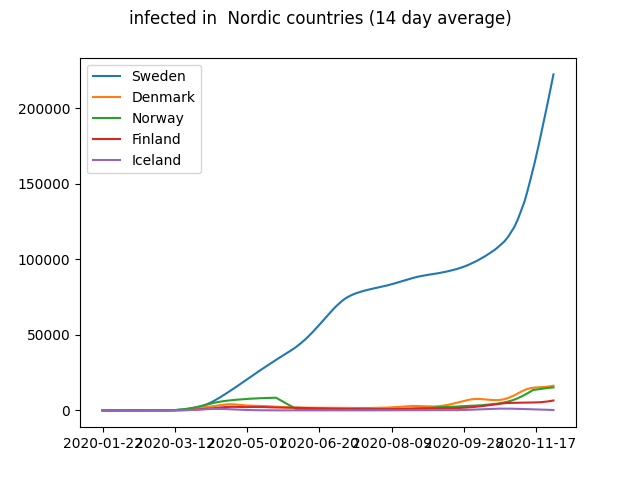 infected in  Nordic countries (14 day average)
Sweden
Denmark
Norway
Finland
Iceland
200000
150000
100000
50000
0
2020-01-22 2020-03-12 2020-05-01 2020-06-20 2020-08-09 2020-09-28 2020-11-17